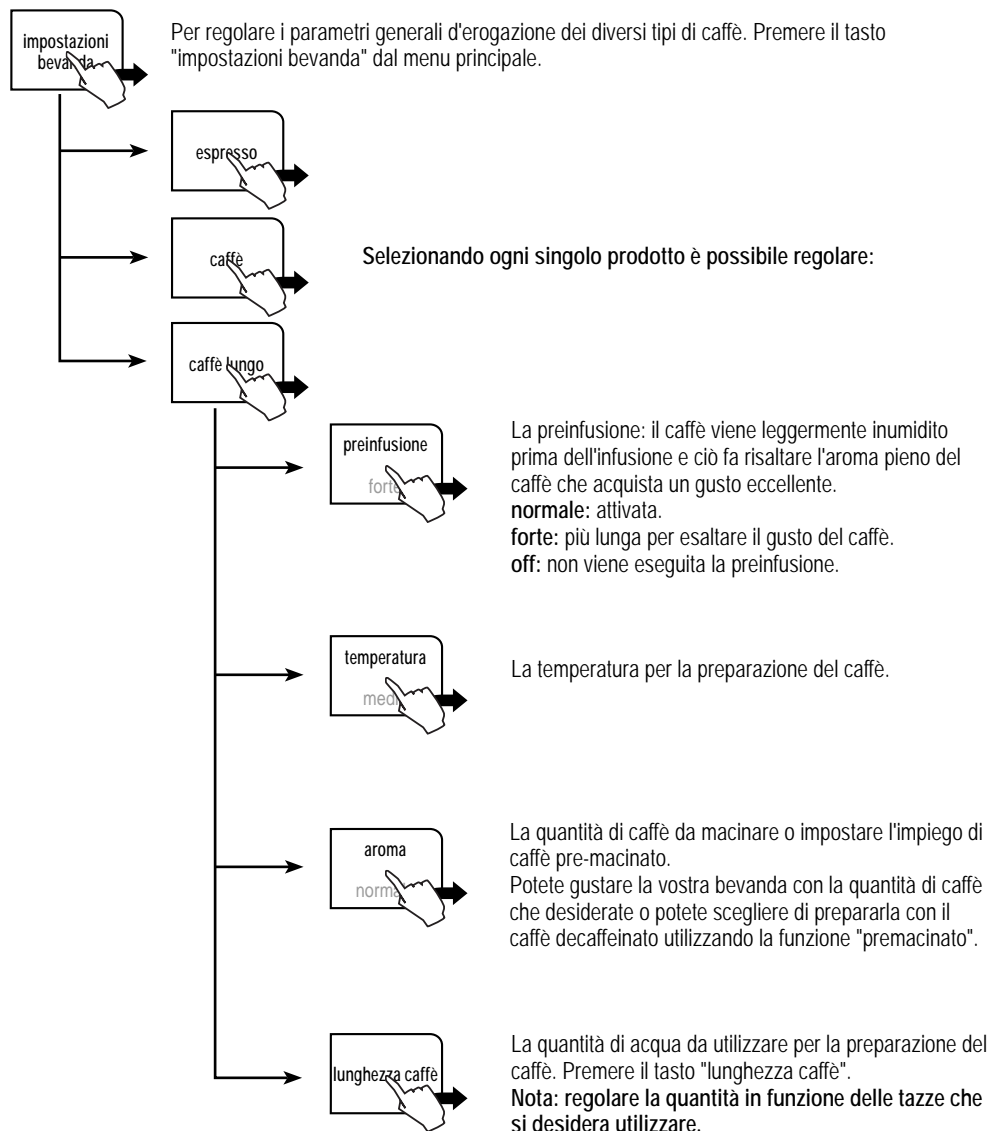 impostazioni
bevanda
Per regolare i parametri generali d'erogazione dei diversi tipi di caffè. Premere il tasto
"impostazioni bevanda" dal menu principale.
espresso
caffè
Selezionando ogni singolo prodotto è possibile regolare:
caffè lungo
preinfusione
forte
La preinfusione: il caffè viene leggermente inumidito
prima dell'infusione e ciò fa risaltare l'aroma pieno del
caffè che acquista un gusto eccellente.
normale: attivata.
forte: più lunga per esaltare il gusto del caffè.
off: non viene eseguita la preinfusione.
temperatura
medi
La temperatura per la preparazione del caffè.
aroma
norma
La quantità di caffè da macinare o impostare l'impiego di
caffè pre-macinato.
Potete gustare la vostra bevanda con la quantità di caffè
che desiderate o potete scegliere di prepararla con il
caffè decaffeinato utilizzando la funzione "premacinato".
lunghezza caffè
La quantità di acqua da utilizzare per la preparazione del
caffè. Premere il tasto "lunghezza caffè".
Nota: regolare la quantità in funzione delle tazze che
si desidera utilizzare.